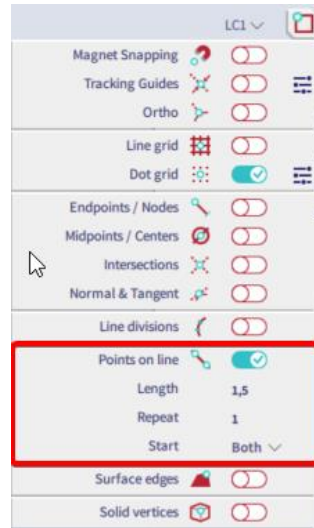 LC1
Magnet Snapping
Tracking Guides
Ortho
Line grid
Dot grid
Endpoints / Nodes
Midpoints / Centers
Intersections
Normal & Tangent
Line divisions
Points on line
Length 1,5
Repeat 1
Start Both
Surface edges
Solid vertices